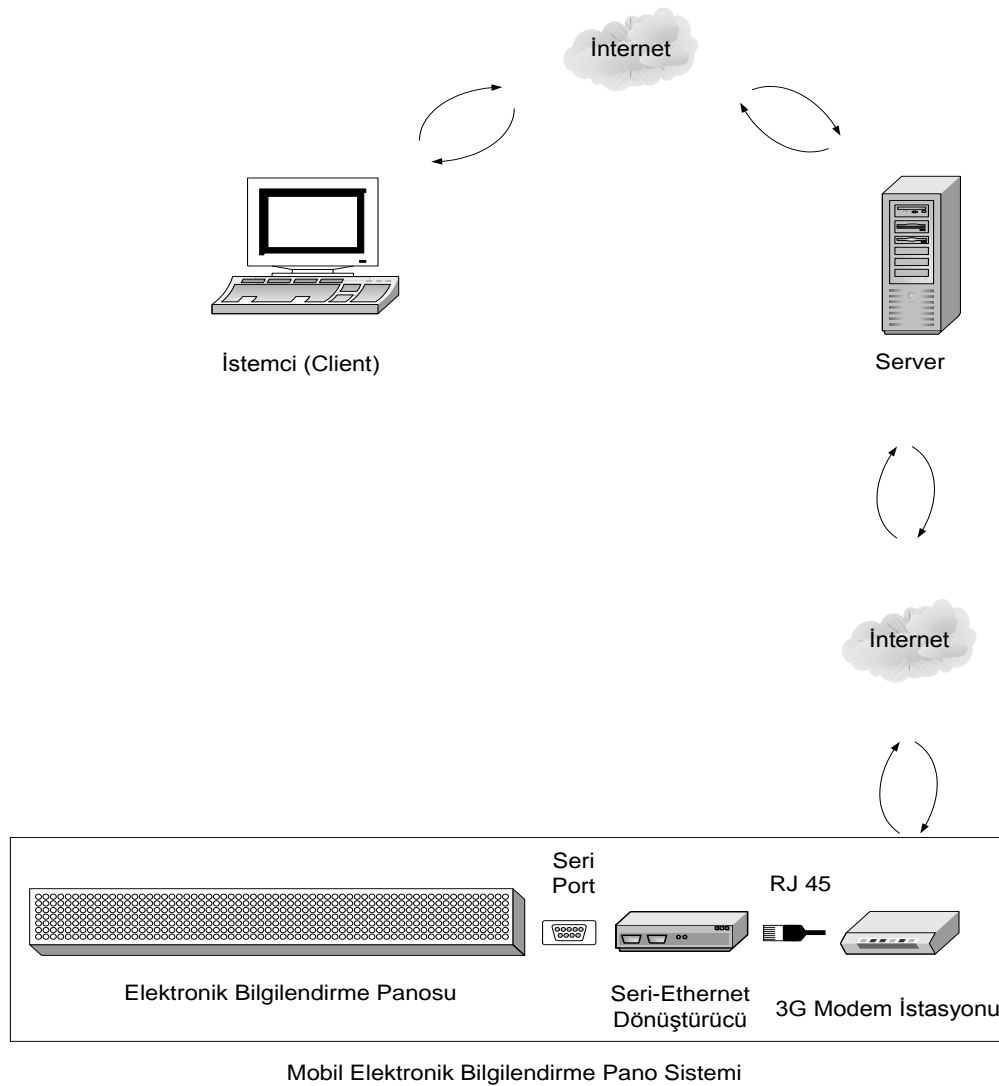 İnternet
İstemci (Client)
Server
İnternet
Seri
Port
RJ 45
Elektronik Bilgilendirme Panosu
Seri-Ethernet
Dönüştürücü
3G Modem İstasyonu
Mobil Elektronik Bilgilendirme Pano Sistemi